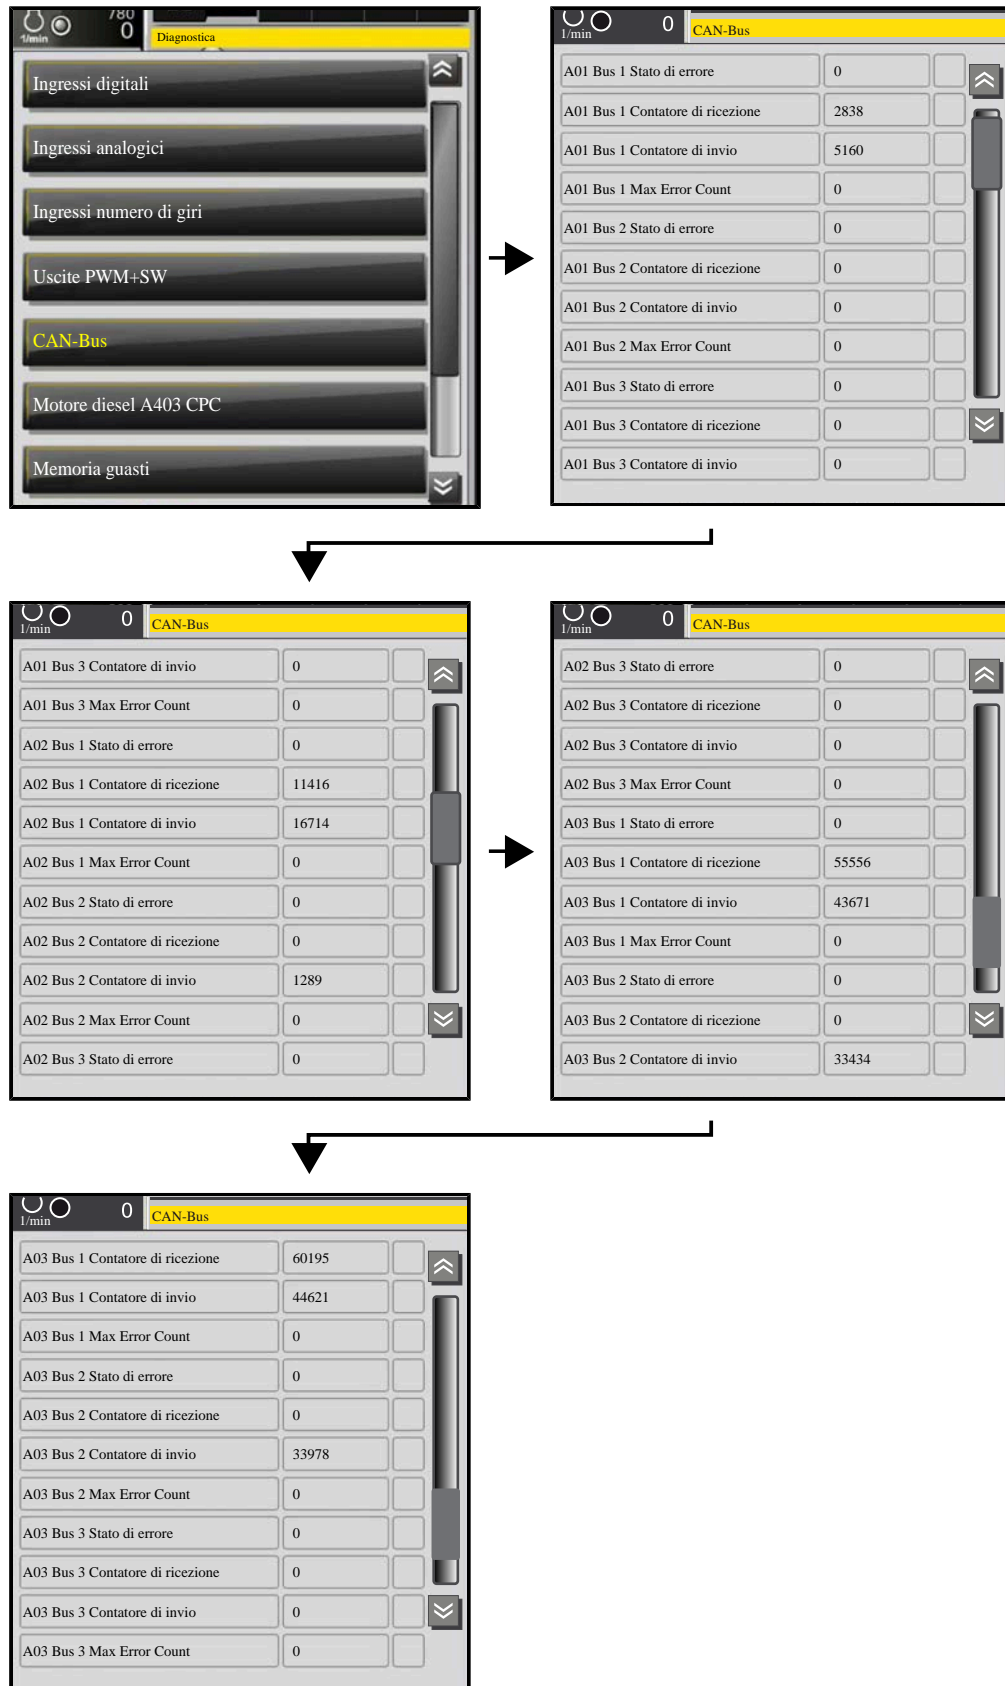 780
1/min
0
Diagnostica
Ingressi digitali
Ingressi analogici
Ingressi numero di giri
Uscite PWM+SW
CAN-Bus
Motore diesel A403 CPC
Memoria guasti
1/min
0
CAN-Bus
A01 Bus 1 Stato di errore 0
A01 Bus 1 Contatore di ricezione 2838
A01 Bus 1 Contatore di invio 5160
A01 Bus 1 Max Error Count 0
A01 Bus 2 Stato di errore 0
A01 Bus 2 Contatore di ricezione 0
A01 Bus 2 Contatore di invio 0
A01 Bus 2 Max Error Count 0
A01 Bus 3 Stato di errore 0
A01 Bus 3 Contatore di ricezione 0
A01 Bus 3 Contatore di invio 0
1/min
0
CAN-Bus
A01 Bus 3 Contatore di invio 0
A01 Bus 3 Max Error Count 0
A02 Bus 1 Stato di errore 0
A02 Bus 1 Contatore di ricezione 11416
A02 Bus 1 Contatore di invio 16714
A02 Bus 1 Max Error Count 0
A02 Bus 2 Stato di errore 0
A02 Bus 2 Contatore di ricezione 0
A02 Bus 2 Contatore di invio 1289
A02 Bus 2 Max Error Count 0
A02 Bus 3 Stato di errore 0
1/min
0
CAN-Bus
A02 Bus 3 Stato di errore 0
A02 Bus 3 Contatore di ricezione 0
A02 Bus 3 Contatore di invio 0
A02 Bus 3 Max Error Count 0
A03 Bus 1 Stato di errore 0
A03 Bus 1 Contatore di ricezione 55556
A03 Bus 1 Contatore di invio 43671
A03 Bus 1 Max Error Count 0
A03 Bus 2 Stato di errore 0
A03 Bus 2 Contatore di ricezione 0
A03 Bus 2 Contatore di invio 33434
1/min
0
CAN-Bus
A03 Bus 1 Contatore di ricezione 60195
A03 Bus 1 Contatore di invio 44621
A03 Bus 1 Max Error Count 0
A03 Bus 2 Stato di errore 0
A03 Bus 2 Contatore di ricezione 0
A03 Bus 2 Contatore di invio 33978
A03 Bus 2 Max Error Count 0
A03 Bus 3 Stato di errore 0
A03 Bus 3 Contatore di ricezione 0
A03 Bus 3 Contatore di invio 0
A03 Bus 3 Max Error Count 0